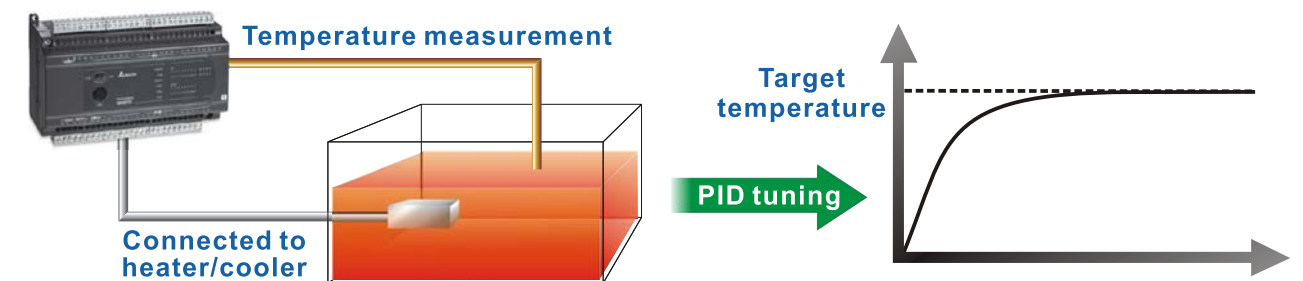 Temperature measurement
Connected to
heater/cooler
PID tuning
Target
temperature